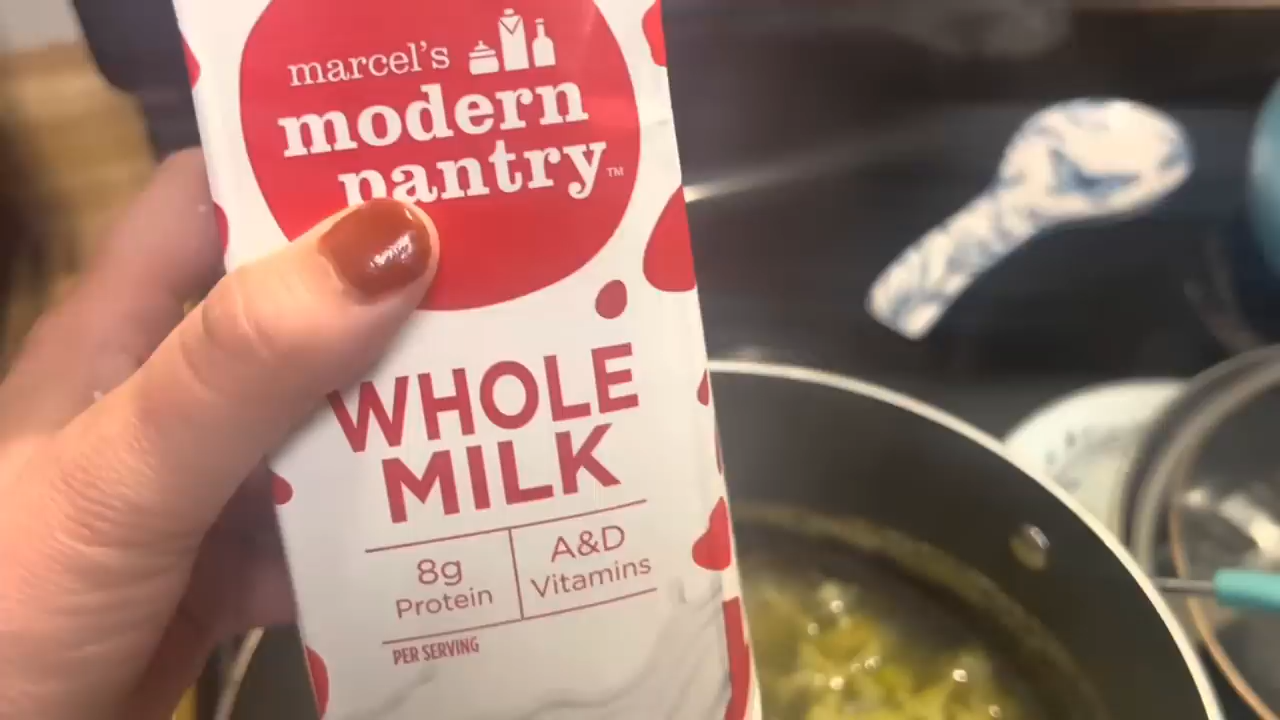 marcel's
modern
pantry™
WHOLE
MILK
8g
Protein
A&D
Vitamins
PER SERVING